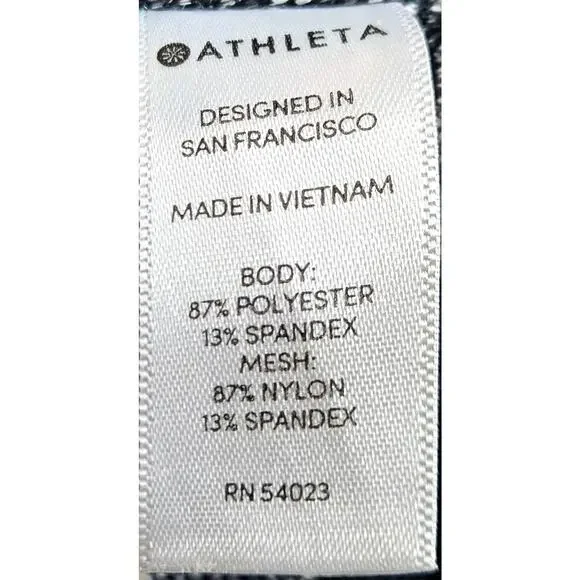 ATHLETA
DESIGNED IN
SAN FRANCISCO
MADE IN VIETNAM
BODY:
87% POLYESTER
13% SPANDEX
MESH:
87% NYLON
13% SPANDEX
RN 54023